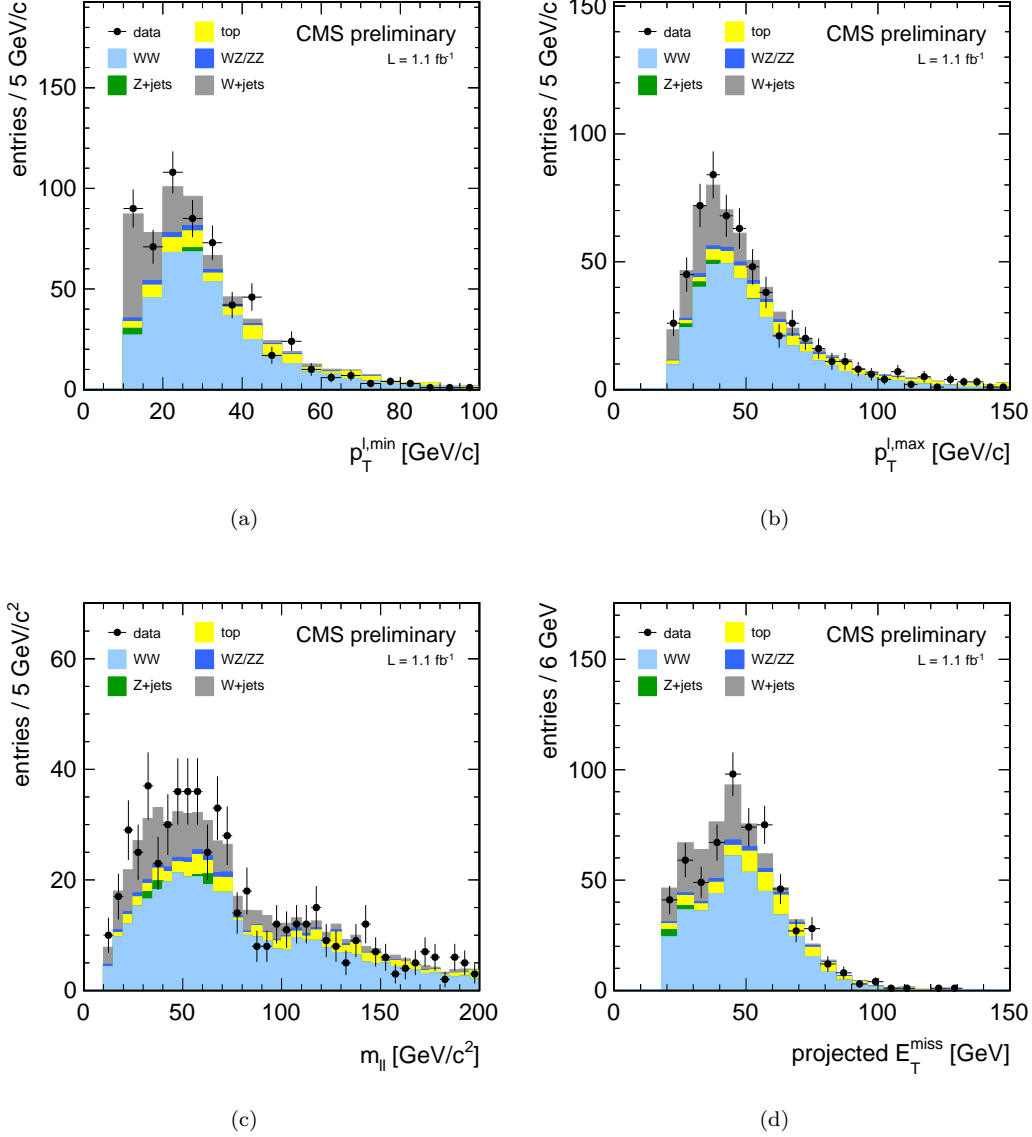 entries / 5 GeV/c
150
100
50
0
0 20 40 60 80 100
data
top
WW
WZ/ZZ
Z+jets
W+jets
CMS preliminary
L = 1.1 fb⁻¹
p_T^{l,min} [GeV/c]
(a)
entries / 5 GeV/c
150
100
50
0
0 50 100 150
data
top
WW
WZ/ZZ
Z+jets
W+jets
CMS preliminary
L = 1.1 fb⁻¹
p_T^{l,max} [GeV/c]
(b)
entries / 5 GeV/c²
60
40
20
0
0 50 100 150 200
data
top
WW
WZ/ZZ
Z+jets
W+jets
CMS preliminary
L = 1.1 fb⁻¹
m_{ll} [GeV/c²]
(c)
entries / 6 GeV
150
100
50
0
0 50 100 150
data
top
WW
WZ/ZZ
Z+jets
W+jets
CMS preliminary
L = 1.1 fb⁻¹
projected E_T^{miss} [GeV]
(d)